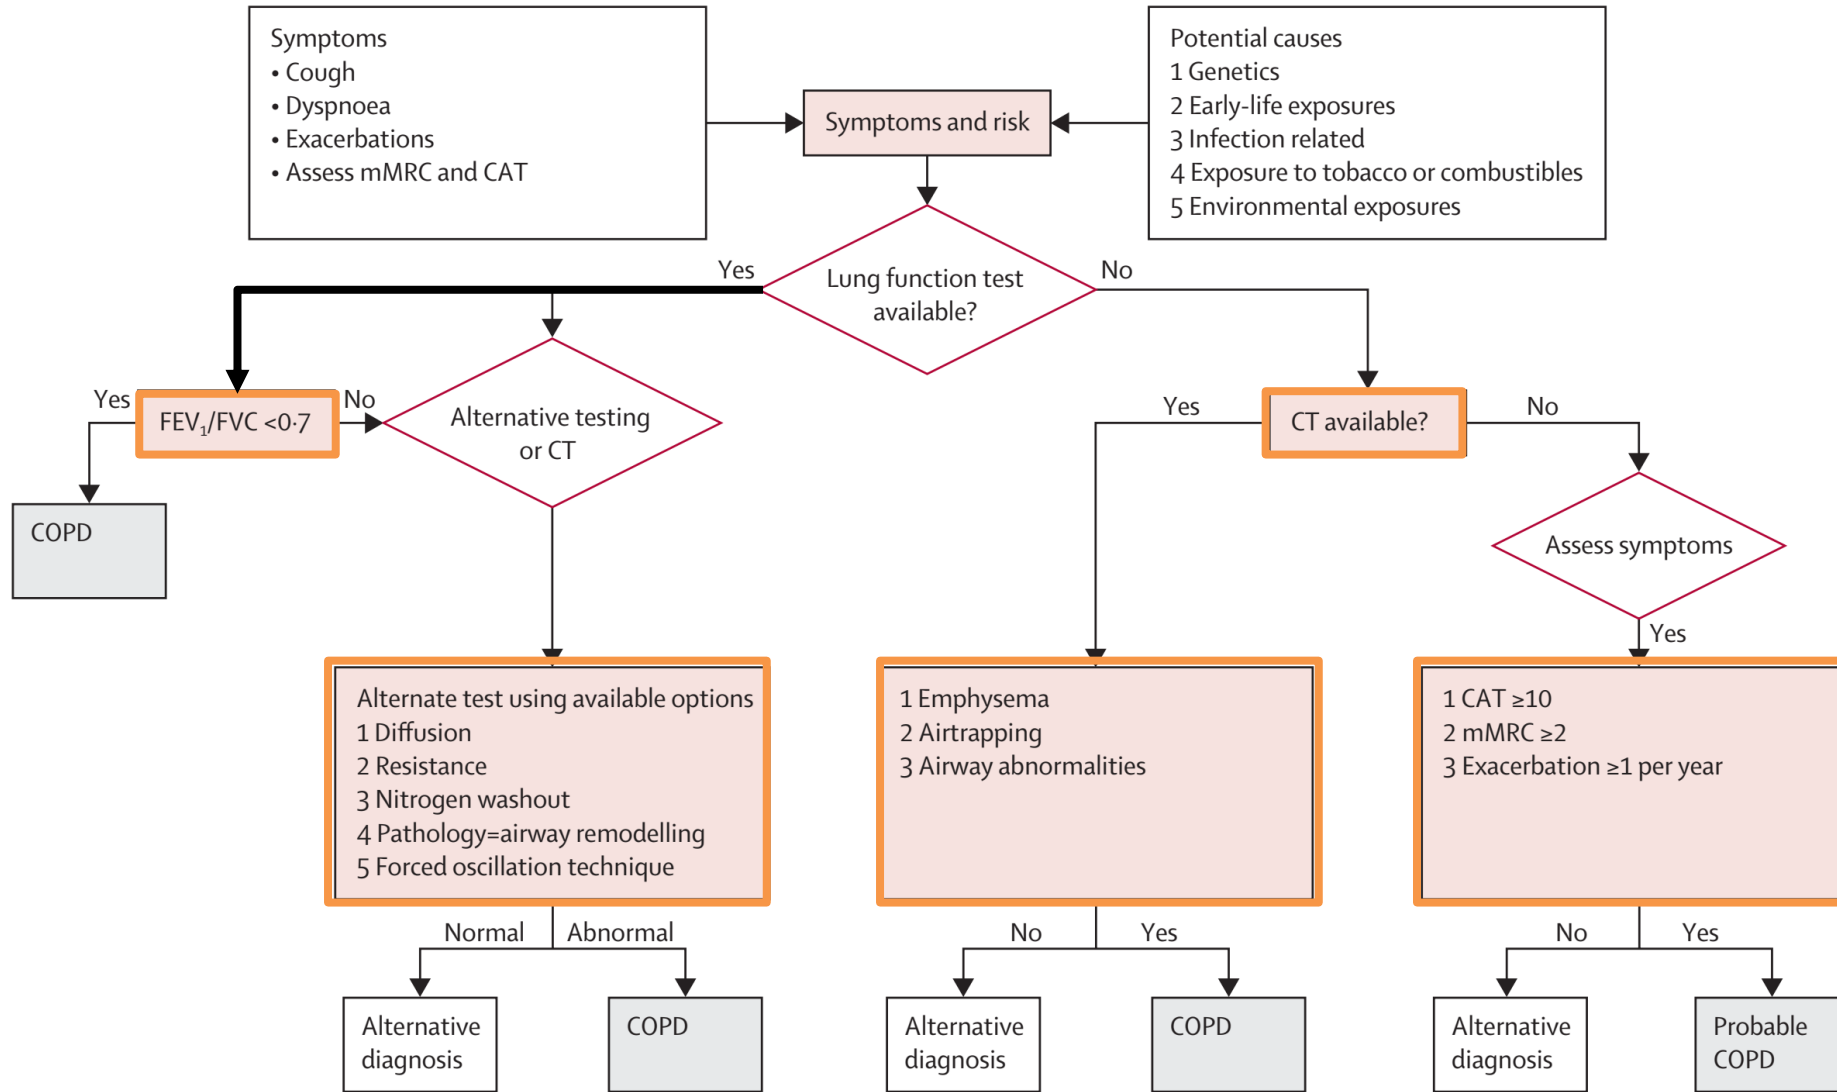 Symptoms
• Cough
• Dyspnoea
• Exacerbations
• Assess mMRC and CAT
Symptoms and risk
Potential causes
1 Genetics
2 Early-life exposures
3 Infection related
4 Exposure to tobacco or combustibles
5 Environmental exposures
Yes
Lung function test
available?
No
Yes
FEV₁/FVC <0·7
No
Alternative testing
or CT
Yes
CT available?
No
COPD
Assess symptoms
Yes
Alternate test using available options
1 Diffusion
2 Resistance
3 Nitrogen washout
4 Pathology=airway remodelling
5 Forced oscillation technique
1 Emphysema
2 Airtrapping
3 Airway abnormalities
1 CAT ≥10
2 mMRC ≥2
3 Exacerbation ≥1 per year
Normal
Abnormal
No
Yes
No
Yes
Alternative
diagnosis
COPD
Alternative
diagnosis
COPD
Alternative
diagnosis
Probable
COPD